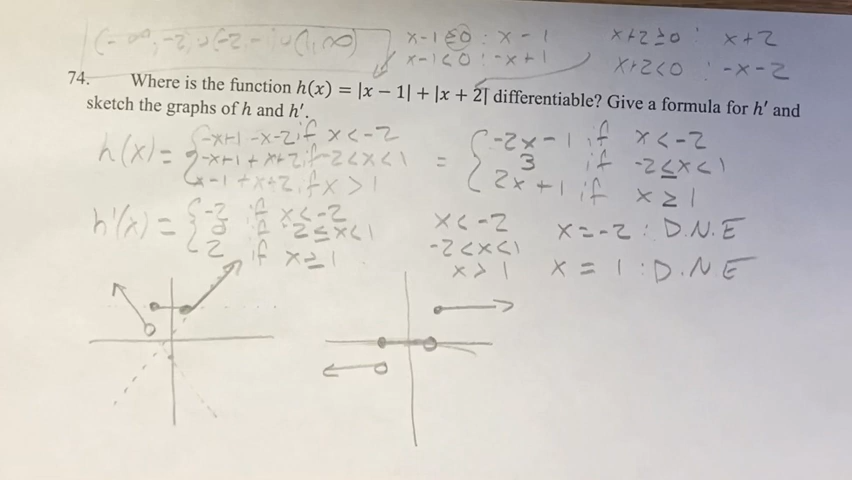 (-∞,-2)∪(-2,-1)∪(1,∞) x-1≥0 : x-1 x+2≥0 : x+2
x-1<0 : -x+1 x+2<0 : -x-2
74. Where is the function h(x) = |x − 1| + |x + 2| differentiable? Give a formula for h′ and
sketch the graphs of h and h′.
h(x) = { -x+1 -x-2 if x<-2 = { -2x-1 if x<-2
-x+1 + x+2 if -2<x<1 3 if -2≤x<1
x-1 + x+2 if x>1 2x+1 if x≥1
h'(x) = { -2 if x<-2 x<-2 x=-2 : D.N.E
0 if -2≤x<1 -2<x<1
2 if x≥1 x>1 x=1 : D.N.E